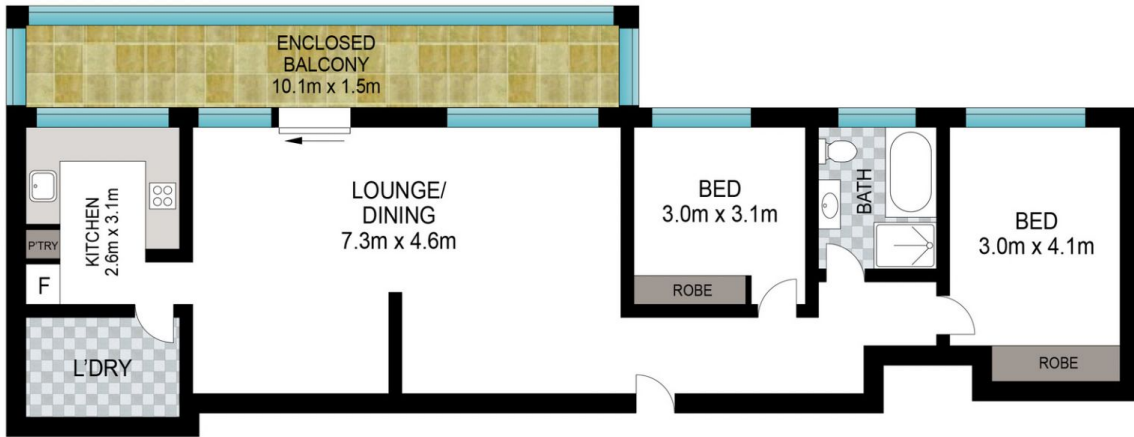 ENCLOSED
BALCONY
10.1m x 1.5m
KITCHEN
2.6m x 3.1m
P'TRY
F
L'DRY
LOUNGE/
DINING
7.3m x 4.6m
BED
3.0m x 3.1m
ROBE
BATH
BED
3.0m x 4.1m
ROBE